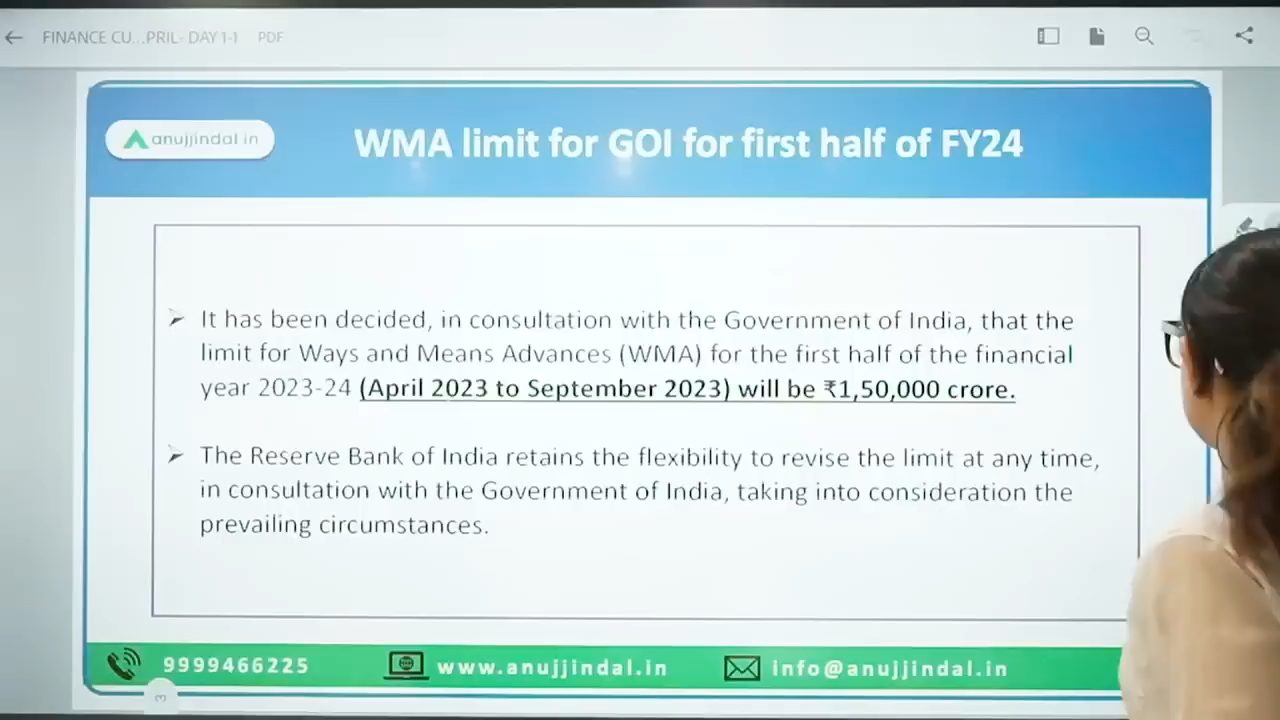 FINANCE CU...PRIL- DAY 1-1 PDF
anujjindal.in
WMA limit for GOI for first half of FY24
➢ It has been decided, in consultation with the Government of India, that the
limit for Ways and Means Advances (WMA) for the first half of the financial
year 2023-24 (April 2023 to September 2023) will be ₹1,50,000 crore.
➢ The Reserve Bank of India retains the flexibility to revise the limit at any time,
in consultation with the Government of India, taking into consideration the
prevailing circumstances.
9999466225 www.anujjindal.in info@anujjindal.in
3